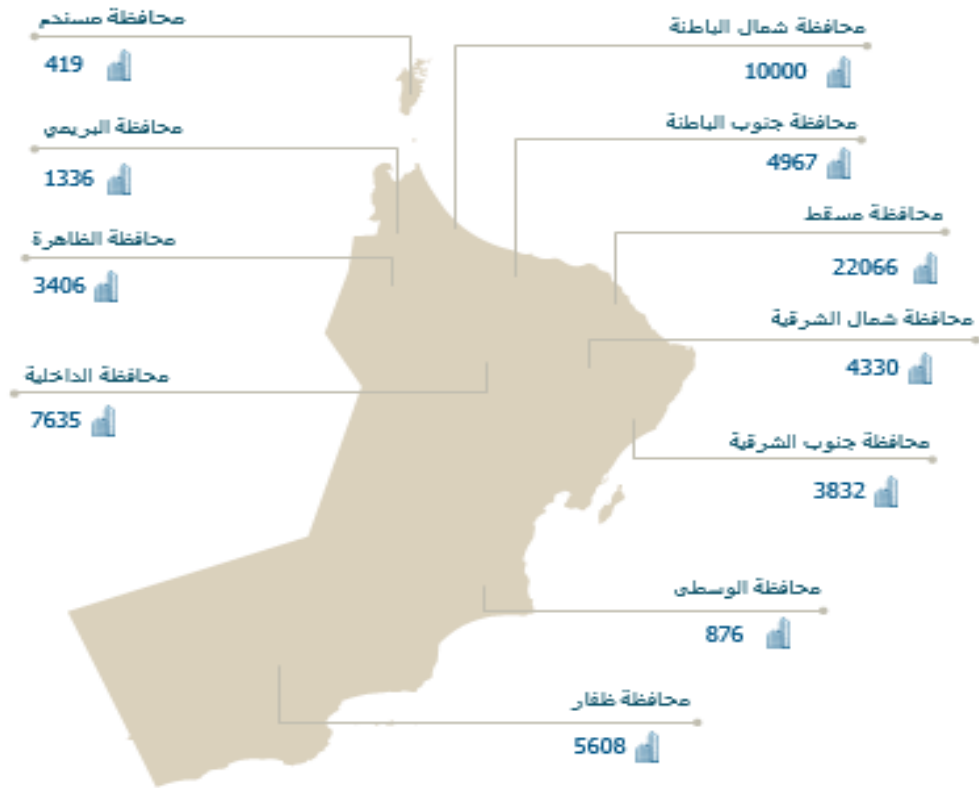 محافظة مسندم
419
محافظة شمال الباطنة
10000
محافظة البريمي
1336
محافظة جنوب الباطنة
4967
محافظة مسقط
22066
محافظة الظاهرة
3406
محافظة شمال الشرقية
4330
محافظة الداخلية
7635
محافظة جنوب الشرقية
3832
محافظة الوسطى
876
محافظة ظفار
5608